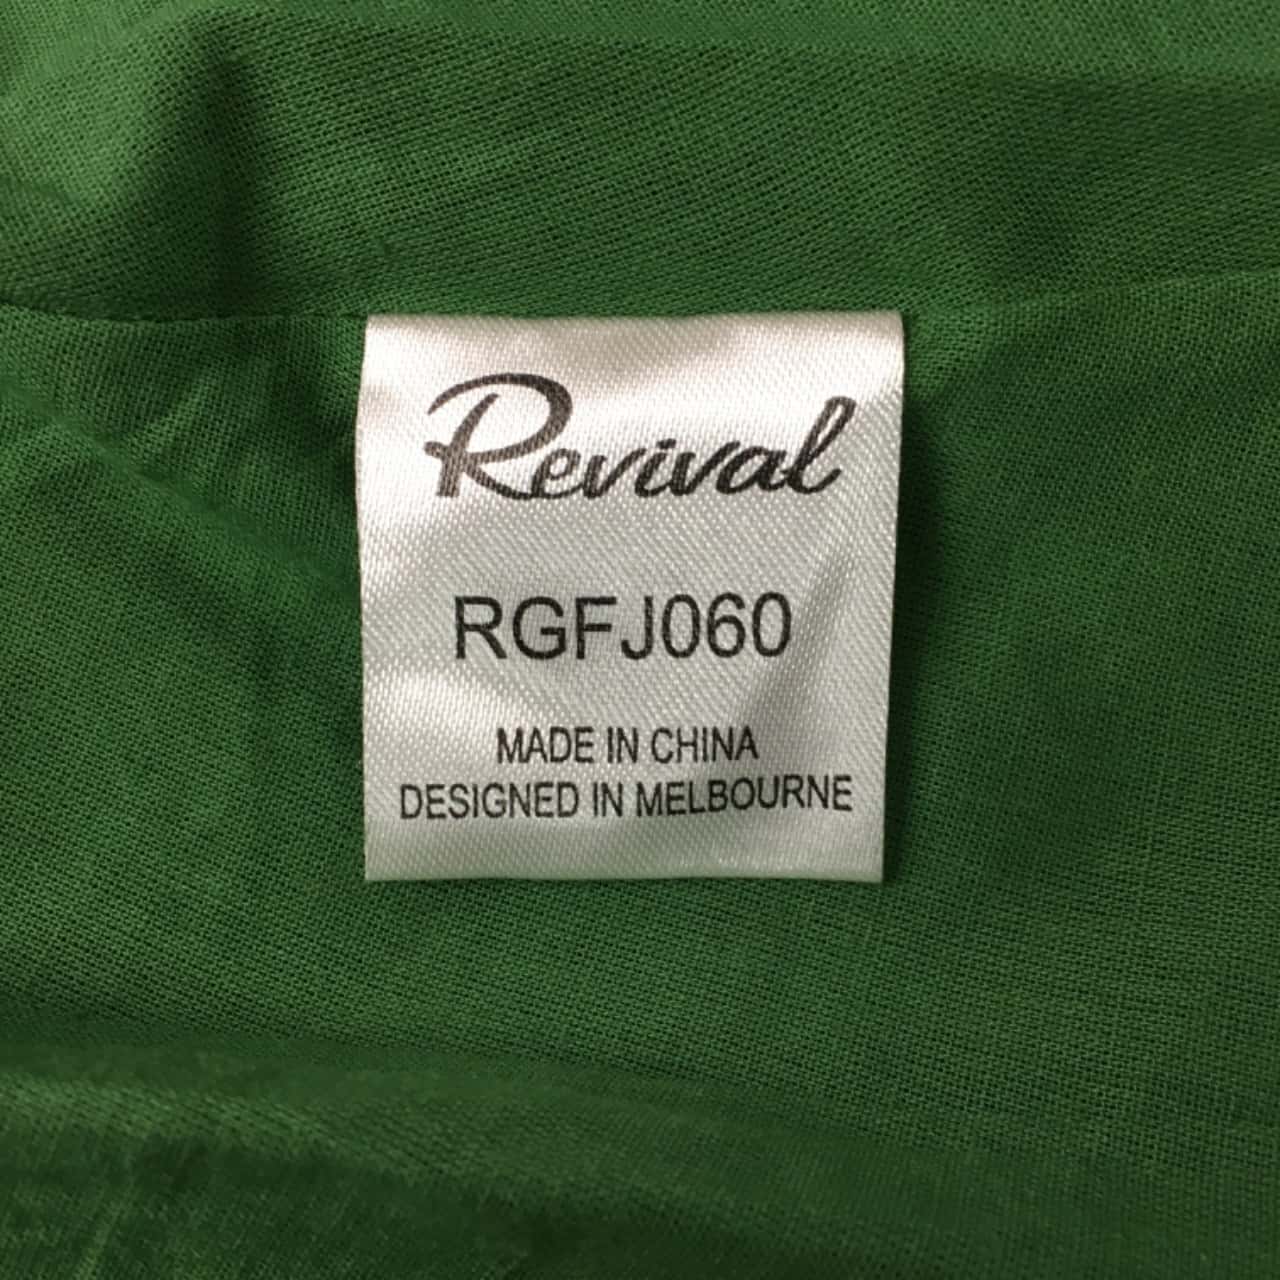 Revival
RGFJ060
MADE IN CHINA
DESIGNED IN MELBOURNE